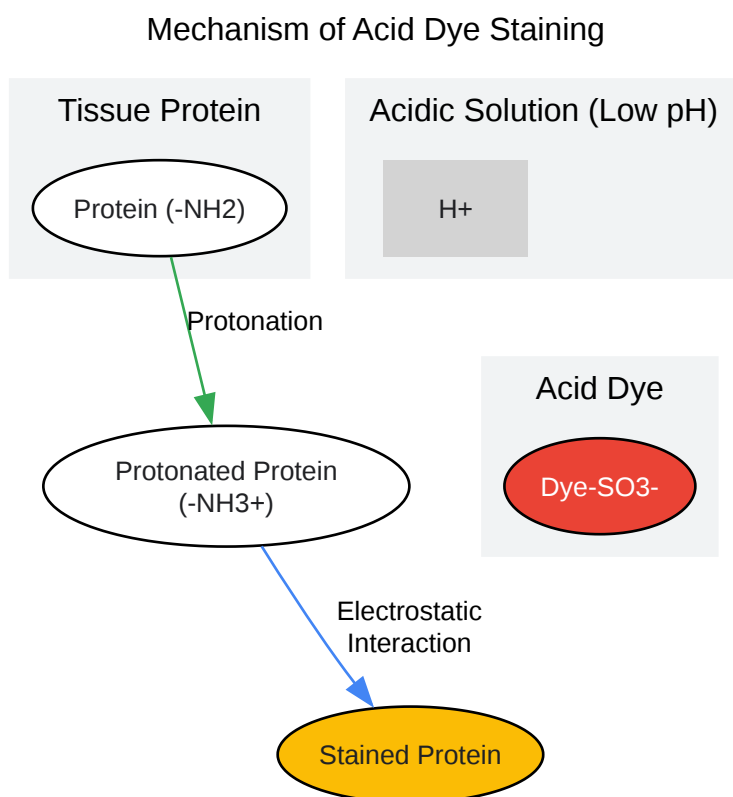 Mechanism of Acid Dye Staining
Tissue Protein
Acidic Solution (Low pH)
Protein (-NH2)
H+
Protonation
Acid Dye
Protonated Protein
(-NH3+)
Dye-SO3-
Electrostatic
Interaction
Stained Protein